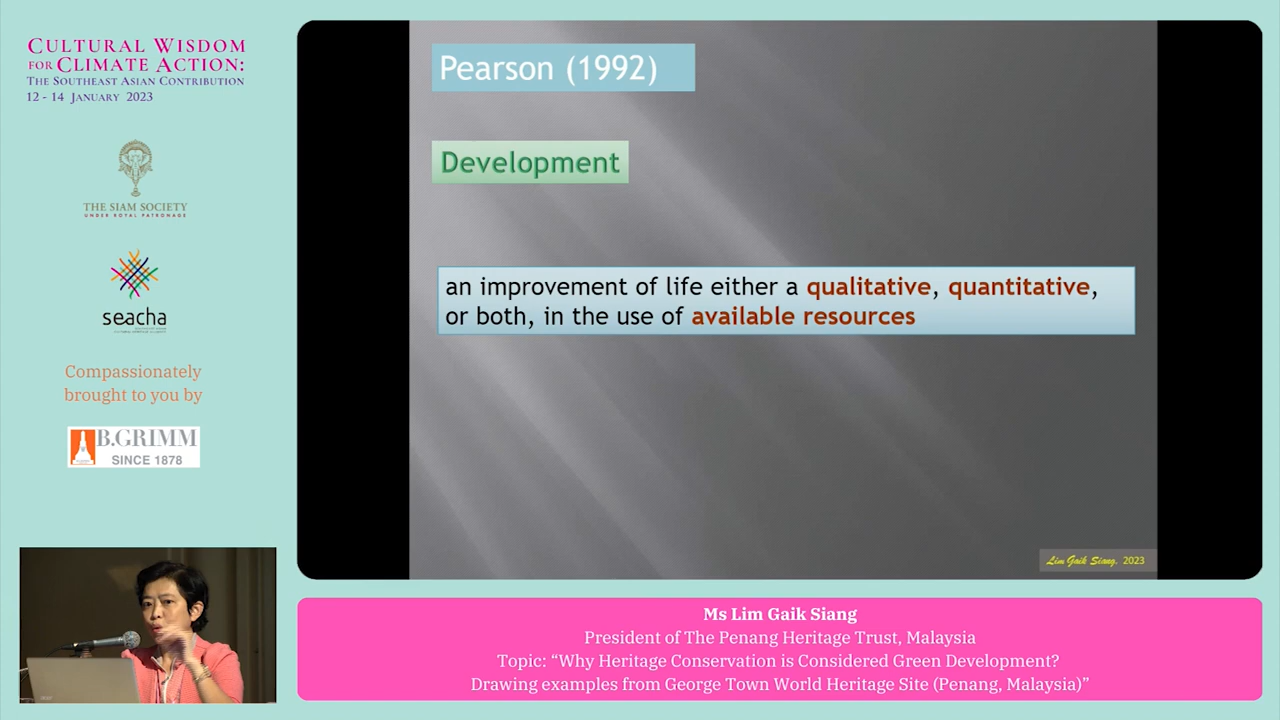 CULTURAL WISDOM
FOR CLIMATE ACTION:
THE SOUTHEAST ASIAN CONTRIBUTION
12 - 14 JANUARY 2023
THE SIAM SOCIETY
UNDER ROYAL PATRONAGE
seacha
Compassionately
brought to you by
B.GRIMM
SINCE 1878
Pearson (1992)
Development
an improvement of life either a qualitative, quantitative,
or both, in the use of available resources
Lim Gaik Siang, 2023
Ms Lim Gaik Siang
President of The Penang Heritage Trust, Malaysia
Topic: “Why Heritage Conservation is Considered Green Development?
Drawing examples from George Town World Heritage Site (Penang, Malaysia)”